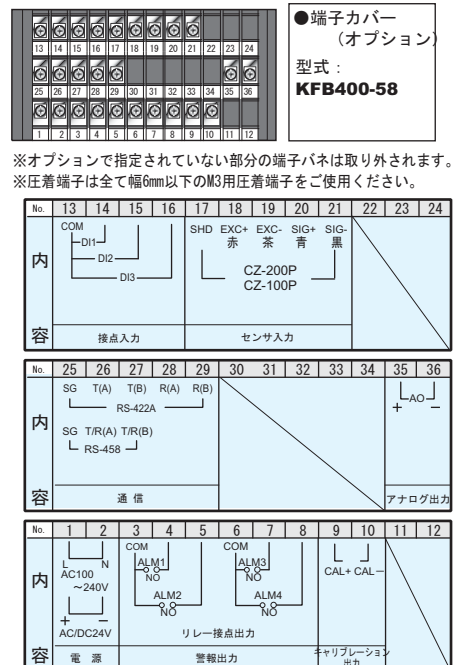 ●端子カバー
（オプション）
型式：
KFB400-58
13 14 15 16 17 18 19 20 21 22 23 24
25 26 27 28 29 30 31 32 33 34 35 36
1 2 3 4 5 6 7 8 9 10 11 12
※オプションで指定されていない部分の端子バネは取り外されます。
※圧着端子は全て幅6mm以下のM3用圧着端子をご使用ください。
No. 13 14 15 16 17 18 19 20 21 22 23 24
内容
COM
DI1
DI2
DI3
接点入力
SHD EXC+ EXC- SIG+ SIG-
赤 茶 青 黒
CZ-200P
CZ-100P
センサ入力
No. 25 26 27 28 29 30 31 32 33 34 35 36
内容
SG T(A) T(B) R(A) R(B)
RS-422A
SG T/R(A) T/R(B)
RS-458
通信
AO
+ −
アナログ出力
No. 1 2 3 4 5 6 7 8 9 10 11 12
内容
L N
AC100
～240V
+ −
AC/DC24V
電源
COM COM
ALM1 ALM3
NO NO
ALM2 ALM4
NO NO
リレー接点出力
警報出力
CAL+ CAL−
キャリブレーション
出力